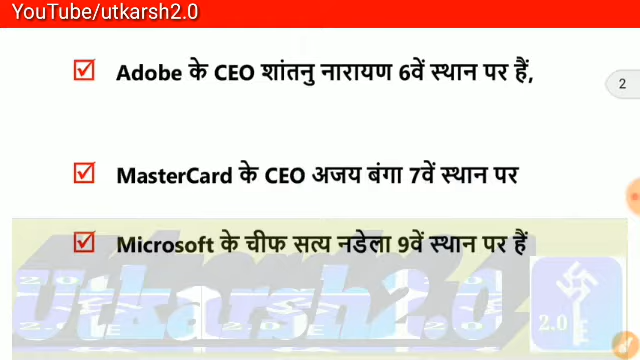 YouTube/utkarsh2.0
Adobe के CEO शांतनु नारायण 6वें स्थान पर हैं,
2
MasterCard के CEO अजय बंगा 7वें स्थान पर
Microsoft के चीफ सत्य नडेला 9वें स्थान पर हैं
Utkarsh2.0
2.0